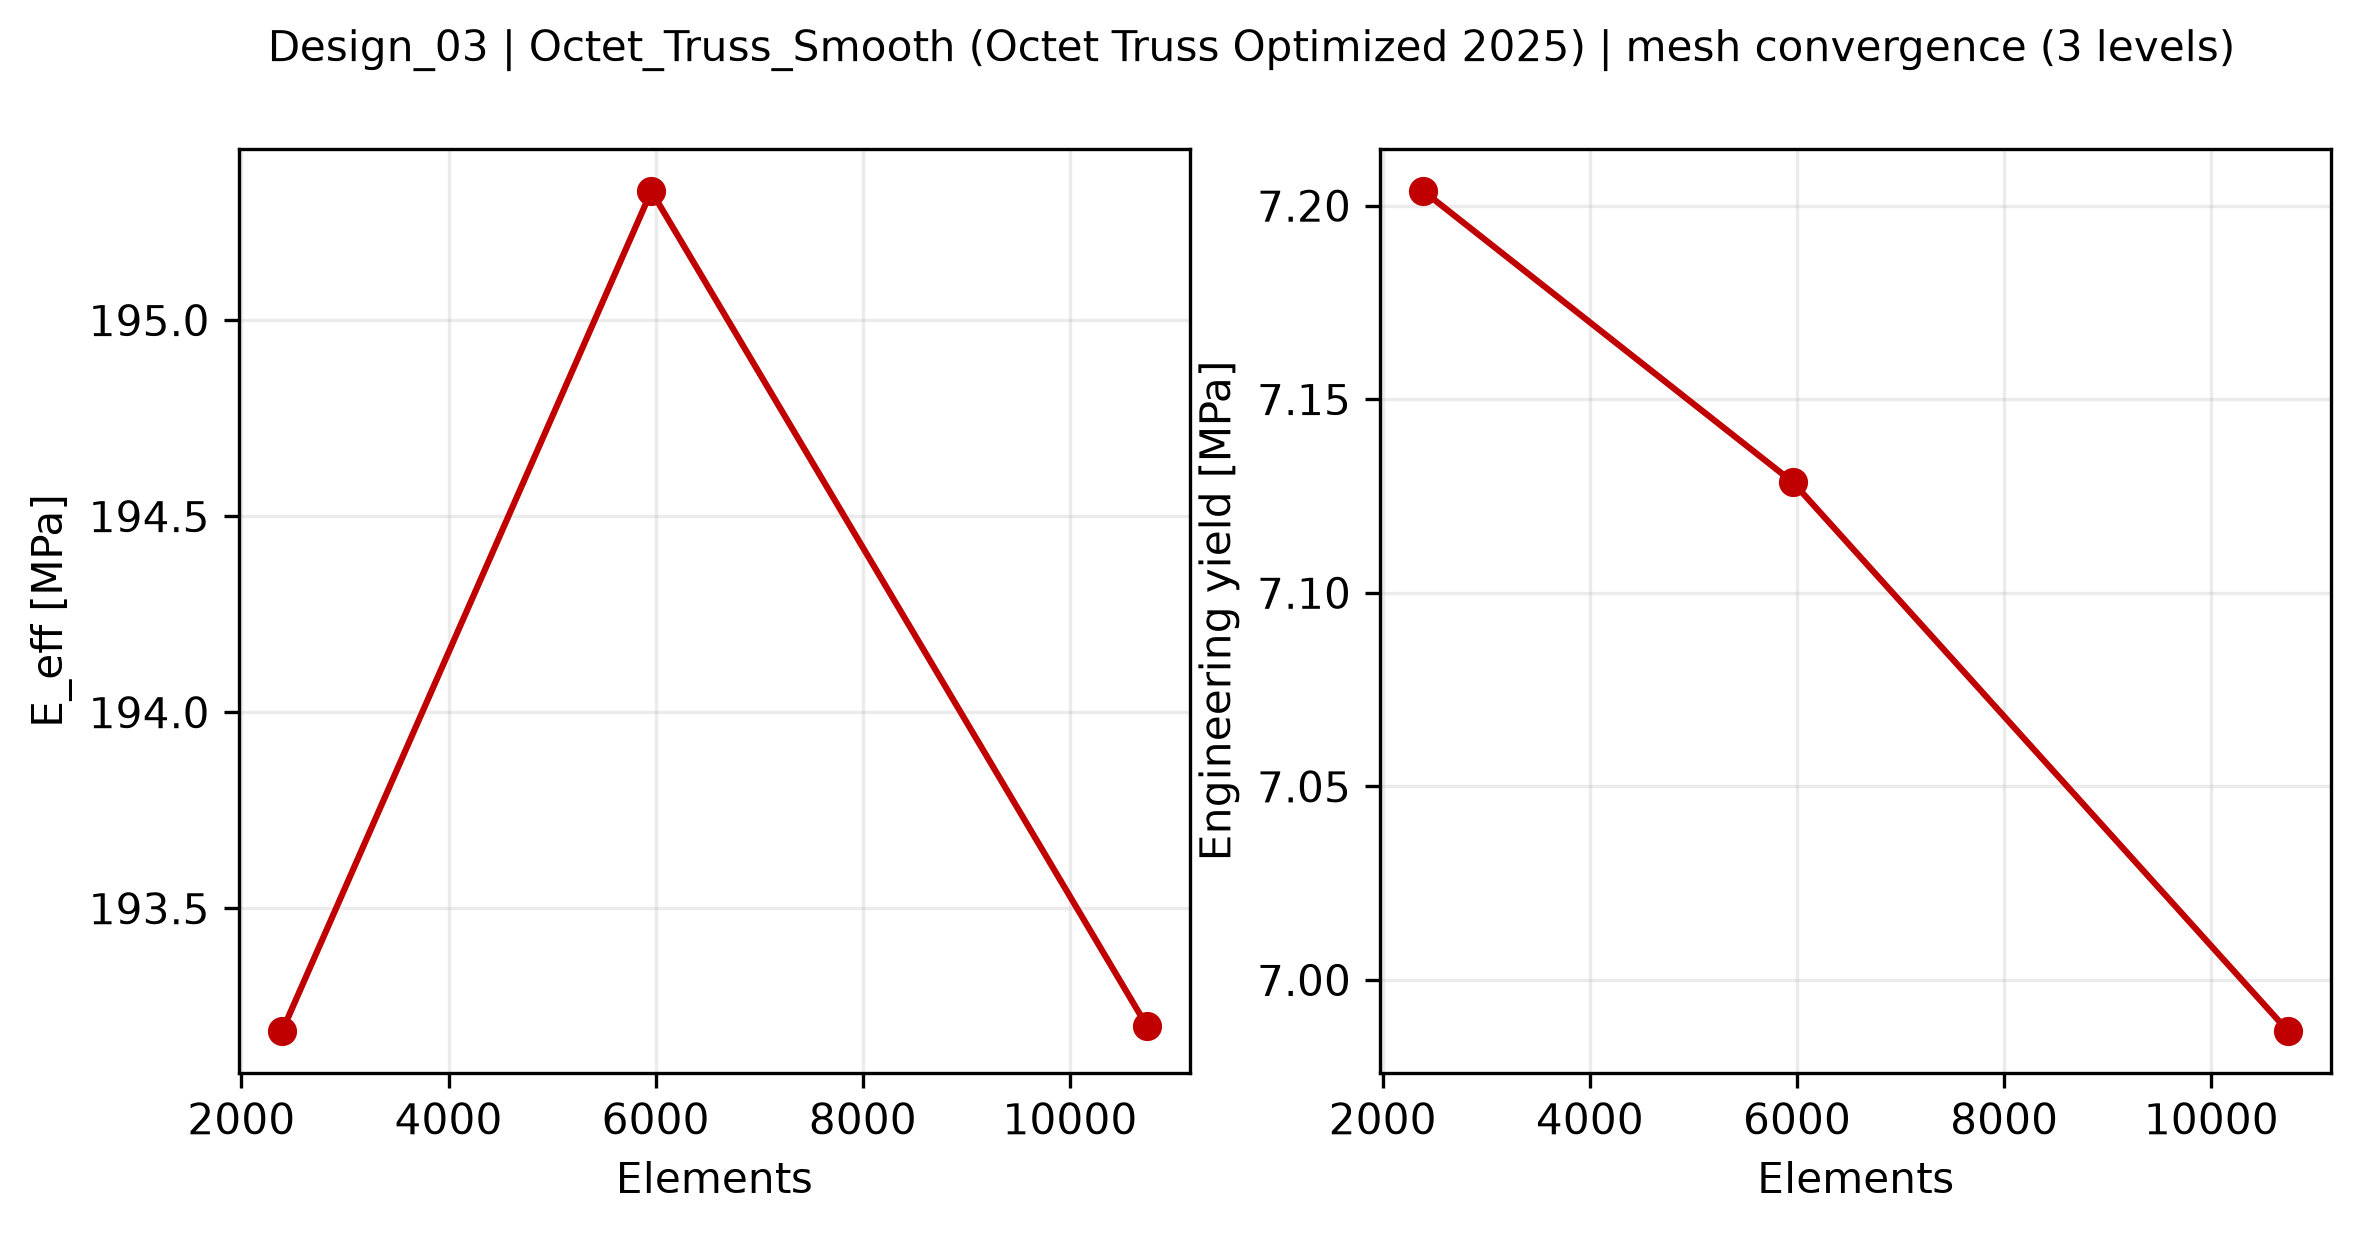 Design_03 | Octet_Truss_Smooth (Octet Truss Optimized 2025) | mesh convergence (3 levels)
E_eff [MPa]
195.0
194.5
194.0
193.5
2000 4000 6000 8000 10000
Elements
Engineering yield [MPa]
7.20
7.15
7.10
7.05
7.00
2000 4000 6000 8000 10000
Elements